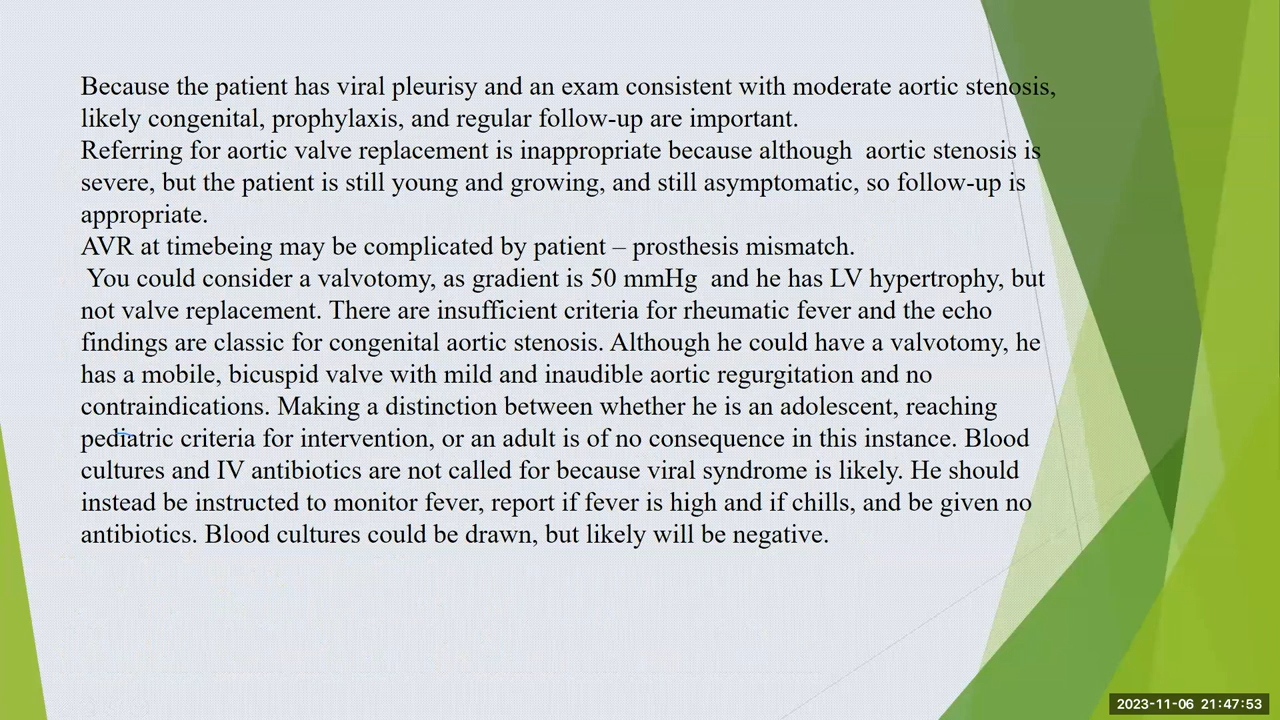 Because the patient has viral pleurisy and an exam consistent with moderate aortic stenosis,
likely congenital, prophylaxis, and regular follow-up are important.
Referring for aortic valve replacement is inappropriate because although  aortic stenosis is
severe, but the patient is still young and growing, and still asymptomatic, so follow-up is
appropriate.
AVR at timebeing may be complicated by patient – prosthesis mismatch.
You could consider a valvotomy, as gradient is 50 mmHg  and he has LV hypertrophy, but
not valve replacement. There are insufficient criteria for rheumatic fever and the echo
findings are classic for congenital aortic stenosis. Although he could have a valvotomy, he
has a mobile, bicuspid valve with mild and inaudible aortic regurgitation and no
contraindications. Making a distinction between whether he is an adolescent, reaching
pediatric criteria for intervention, or an adult is of no consequence in this instance. Blood
cultures and IV antibiotics are not called for because viral syndrome is likely. He should
instead be instructed to monitor fever, report if fever is high and if chills, and be given no
antibiotics. Blood cultures could be drawn, but likely will be negative.
2023-11-06 21:47:53